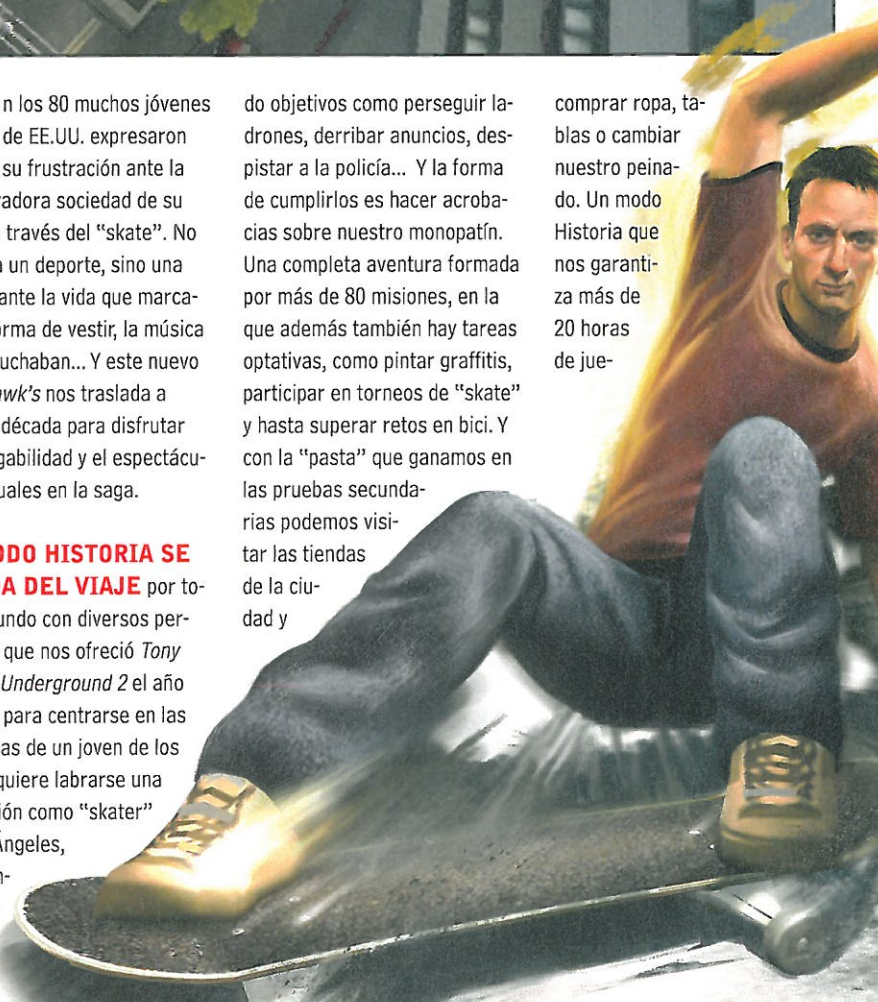 n los 80 muchos jóvenes
de EE.UU. expresaron
su frustración ante la
adora sociedad de su
través del "skate". No
un deporte, sino una
ante la vida que marca-
orma de vestir, la música
uchaban... Y este nuevo
wk's nos traslada a
década para disfrutar
gabilidad y el espectácu-
uales en la saga.
ODO HISTORIA SE
A DEL VIAJE por to-
undo con diversos per-
que nos ofreció Tony
Underground 2 el año
para centrarse en las
as de un joven de los
quiere labrarse una
ión como "skater"
Ángeles,
n-
do objetivos como perseguir la-
drones, derribar anuncios, des-
pistar a la policía... Y la forma
de cumplirlos es hacer acroba-
cias sobre nuestro monopatín.
Una completa aventura formada
por más de 80 misiones, en la
que además también hay tareas
optativas, como pintar graffitis,
participar en torneos de "skate"
y hasta superar retos en bici. Y
con la "pasta" que ganamos en
las pruebas secunda-
rias podemos visi-
tar las tiendas
de la ciu-
dad y
comprar ropa, ta-
blas o cambiar
nuestro peina-
do. Un modo
Historia que
nos garanti-
za más de
20 horas
de jue-